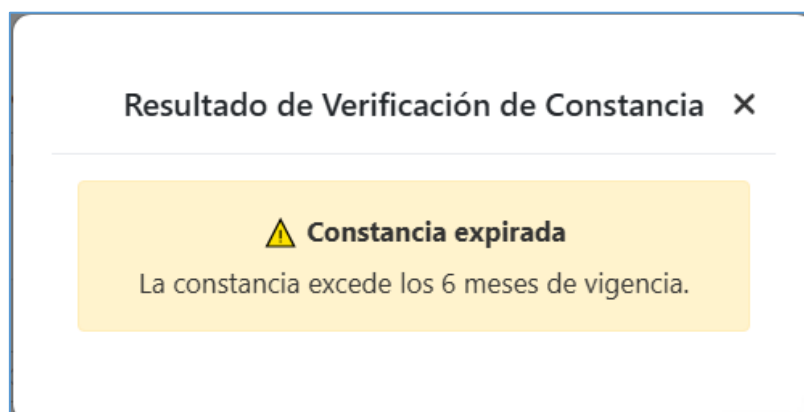 Resultado de Verificación de Constancia ×
⚠ Constancia expirada
La constancia excede los 6 meses de vigencia.